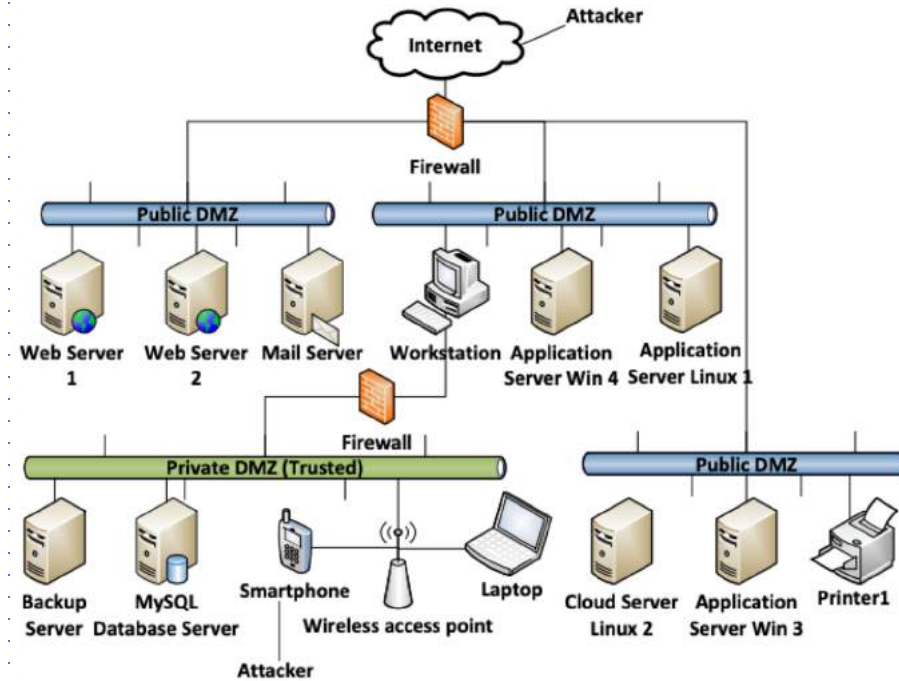 Attacker
Internet
Firewall
Public DMZ
Public DMZ
Web Server
1
Web Server
2
Mail Server
Workstation
Application
Server Win 4
Application
Server Linux 1
Firewall
Private DMZ (Trusted)
Public DMZ
Backup
Server
MySQL
Database Server
Smartphone
Wireless access point
Laptop
Cloud Server
Linux 2
Application
Server Win 3
Printer1
Attacker